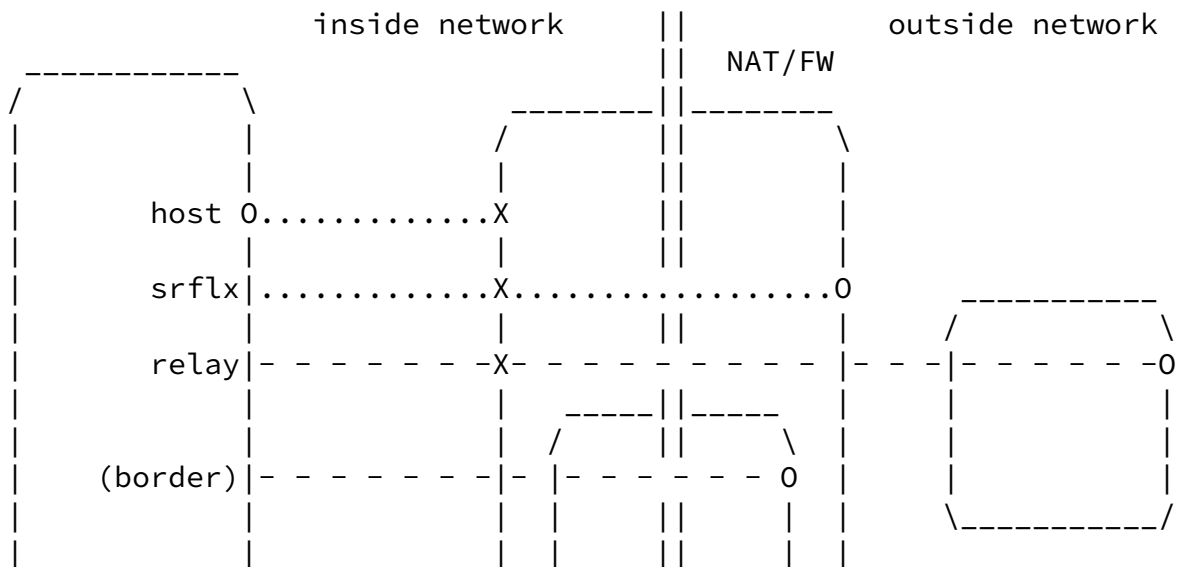 inside network outside network
NAT/FW
host O.............X
srflx|.............X..................O
relay|- - - - - - -X- - - - - - - - - |- - -|- - - - - -O
(border)|- - - - - - -|- |- - - - - - O